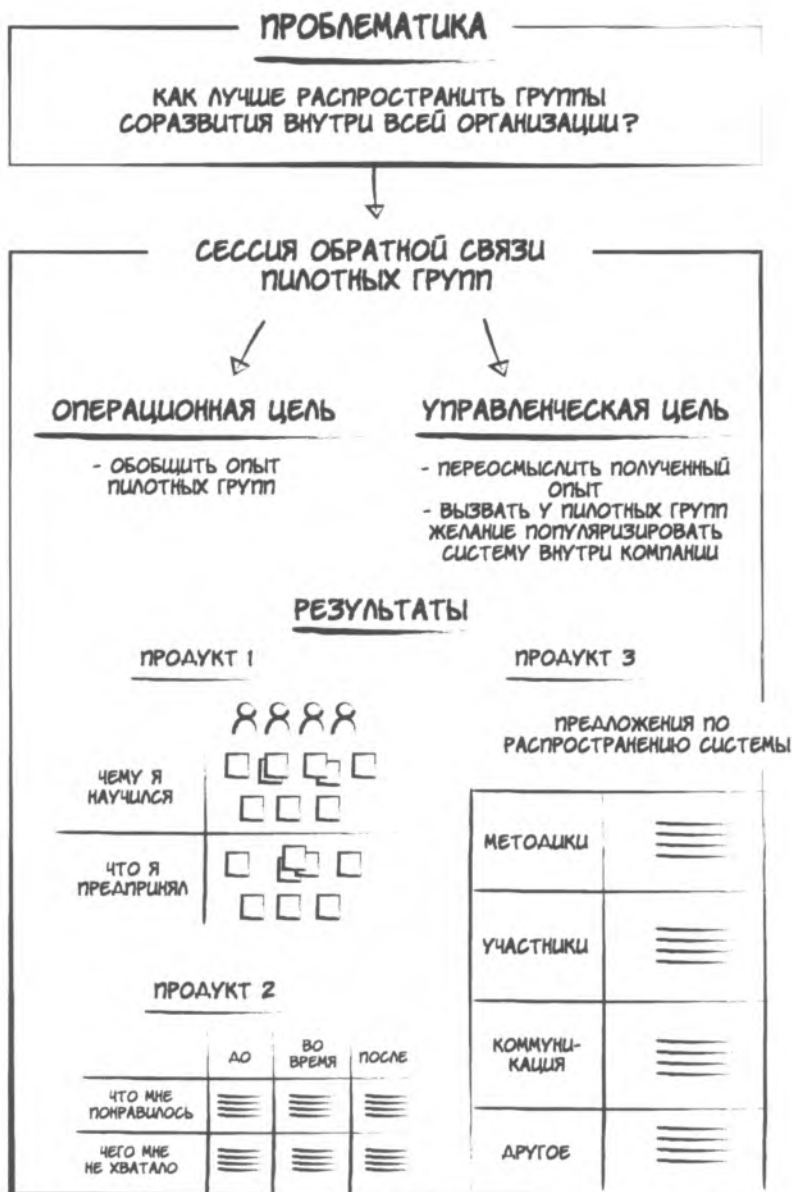 ПРОБЛЕМАТИКА
КАК ЛУЧШЕ РАСПРОСТРАНИТЬ ГРУППЫ
СОРАЗВИТИЯ ВНУТРИ ВСЕЙ ОРГАНИЗАЦИИ?
СЕССИЯ ОБРАТНОЙ СВЯЗИ
ПИЛОТНЫХ ГРУПП
ОПЕРАЦИОННАЯ ЦЕЛЬ
- ОБОБЩИТЬ ОПЫТ
ПИЛОТНЫХ ГРУПП
УПРАВЛЕНЧЕСКАЯ ЦЕЛЬ
- ПЕРЕОСМЫСЛИТЬ ПОЛУЧЕННЫЙ
ОПЫТ
- ВЫЗВАТЬ У ПИЛОТНЫХ ГРУПП
ЖЕЛАНИЕ ПОПУЛЯРИЗИРОВАТЬ
СИСТЕМУ ВНУТРИ КОМПАНИИ
РЕЗУЛЬТАТЫ
ПРОДУКТ 1
ЧЕМУ Я
НАУЧИЛСЯ
ЧТО Я
ПРЕДПРИНЯЛ
ПРОДУКТ 2
ДО
ВО
ВРЕМЯ
ПОСЛЕ
ЧТО МНЕ
ПОНРАВИЛОСЬ
ЧЕГО МНЕ
НЕ ХВАТАЛО
ПРОДУКТ 3
ПРЕДЛОЖЕНИЯ ПО
РАСПРОСТРАНЕНИЮ СИСТЕМЫ
МЕТОДИКИ
УЧАСТНИКИ
КОММУНИ-
КАЦИЯ
ДРУГОЕ